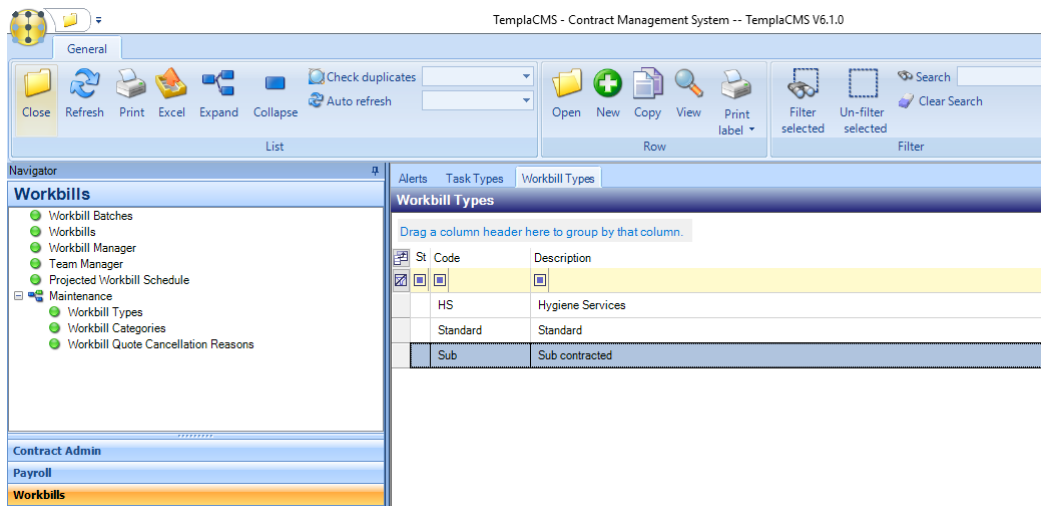 TemplaCMS - Contract Management System -- TemplaCMS V6.1.0
General
Close
Refresh
Print
Excel
Expand
Collapse
Check duplicates
Auto refresh
List
Open
New
Copy
View
Print label
Row
Filter selected
Un-filter selected
Search
Clear Search
Filter
Navigator
Workbills
Workbill Batches
Workbills
Workbill Manager
Team Manager
Projected Workbill Schedule
Maintenance
Workbill Types
Workbill Categories
Workbill Quote Cancellation Reasons
Contract Admin
Payroll
Workbills
Alerts Task Types Workbill Types
Workbill Types
Drag a column header here to group by that column.
St Code Description
HS Hygiene Services
Standard Standard
Sub Sub contracted